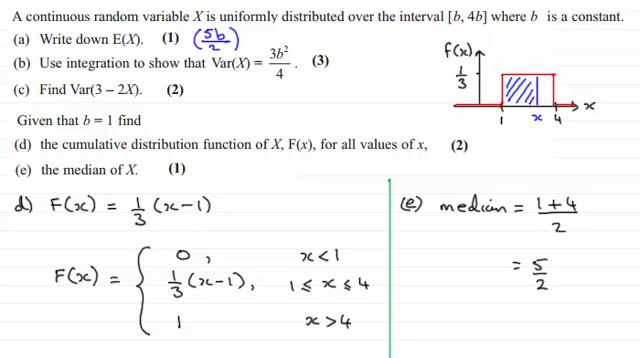 A continuous random variable X is uniformly distributed over the interval [b, 4b] where b is a constant.
(a) Write down E(X). (1) (5b/2)
(b) Use integration to show that Var(X) = 3b²/4 (3)
(c) Find Var(3 – 2X). (2)
Given that b = 1 find
(d) the cumulative distribution function of X, F(x), for all values of x, (2)
(e) the median of X. (1)
f(x)
1/3
1 x 4 x
d) F(x) = 1/3 (x-1)
F(x) = { 0, x < 1
1/3 (x-1), 1 ≤ x ≤ 4
1 x > 4
(e) median = 1+4/2
= 5/2